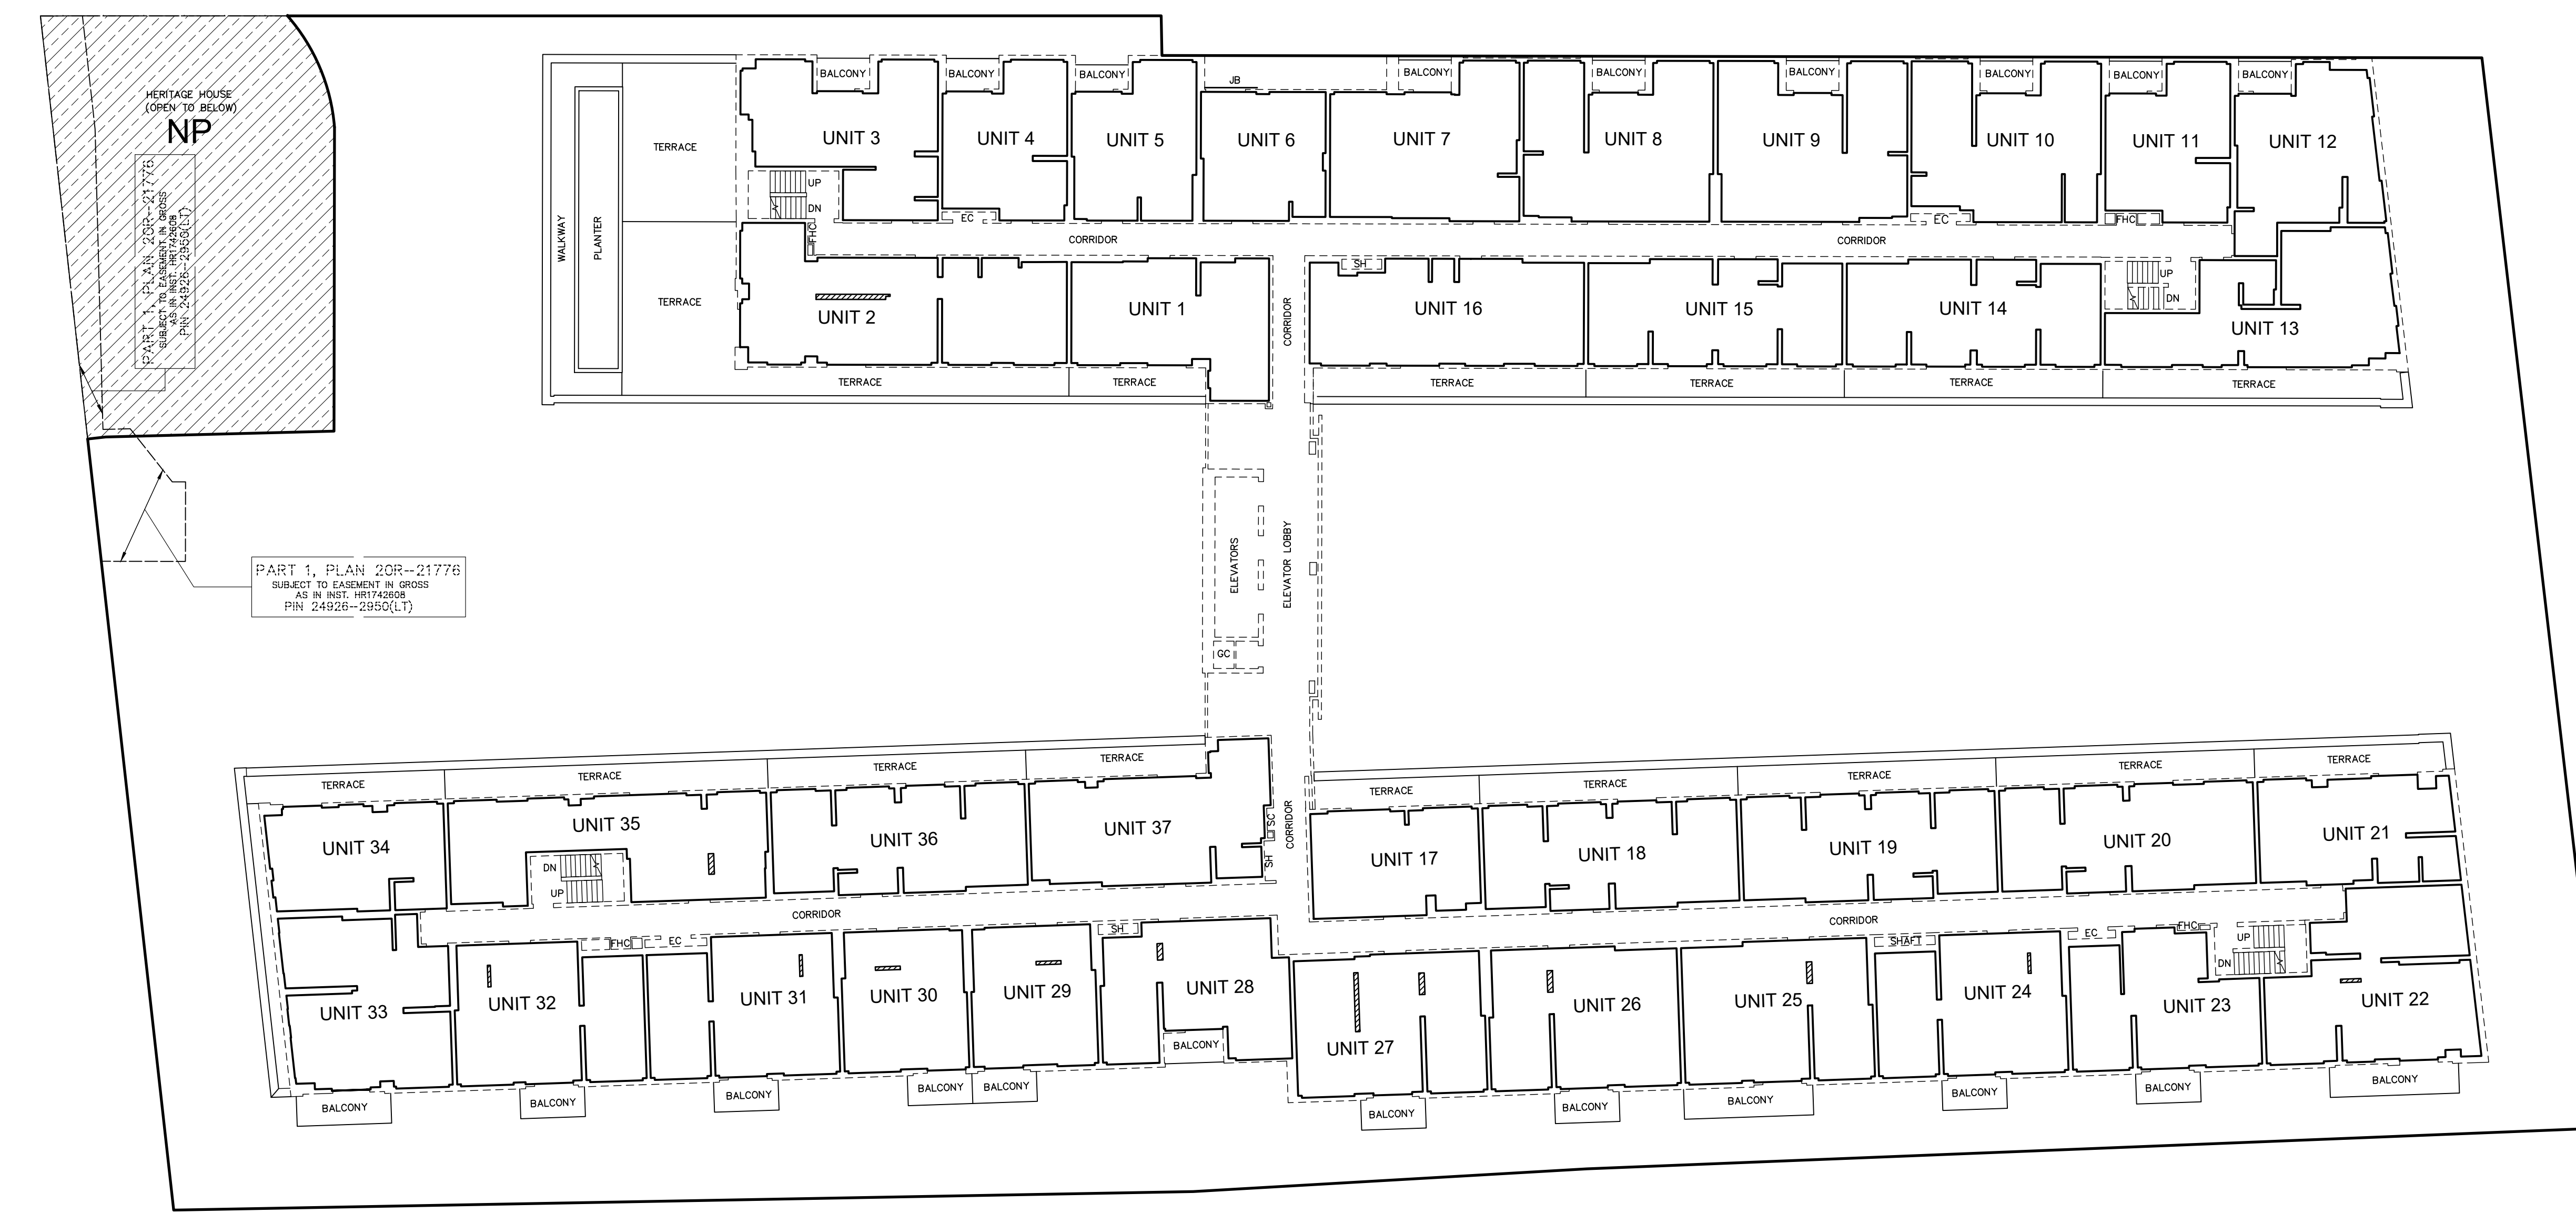 HERITAGE HOUSE
(OPEN TO BELOW)
NP
PART 1, PLAN 20R--21776
SUBJECT TO EASEMENT IN GROSS
AS IN INST. HR1742608
PIN 24926--2950(LT)
PART 1, PLAN 20R--21776
SUBJECT TO EASEMENT IN GROSS
AS IN INST. HR1742608
PIN 24926--2950(LT)
WALKWAY
PLANTER
TERRACE
TERRACE
BALCONY
BALCONY
BALCONY
JB
BALCONY
BALCONY
BALCONY
BALCONY
BALCONY
BALCONY
UNIT 3
UNIT 4
UNIT 5
UNIT 6
UNIT 7
UNIT 8
UNIT 9
UNIT 10
UNIT 11
UNIT 12
UP
DN
FHC
EC
EC
FHC
CORRIDOR
CORRIDOR
SH
UP
DN
UNIT 2
UNIT 1
CORRIDOR
UNIT 16
UNIT 15
UNIT 14
UNIT 13
TERRACE
TERRACE
TERRACE
TERRACE
TERRACE
TERRACE
ELEVATORS
ELEVATOR LOBBY
GC
TERRACE
TERRACE
TERRACE
TERRACE
TERRACE
TERRACE
TERRACE
TERRACE
TERRACE
UNIT 34
UNIT 35
UNIT 36
UNIT 37
SC
SH
CORRIDOR
UNIT 17
UNIT 18
UNIT 19
UNIT 20
UNIT 21
DN
UP
CORRIDOR
CORRIDOR
FHC
EC
SH
SHAFT
EC
FHC
UP
DN
UNIT 33
UNIT 32
UNIT 31
UNIT 30
UNIT 29
UNIT 28
BALCONY
UNIT 27
UNIT 26
UNIT 25
UNIT 24
UNIT 23
UNIT 22
BALCONY
BALCONY
BALCONY
BALCONY
BALCONY
BALCONY
BALCONY
BALCONY
BALCONY
BALCONY
BALCONY